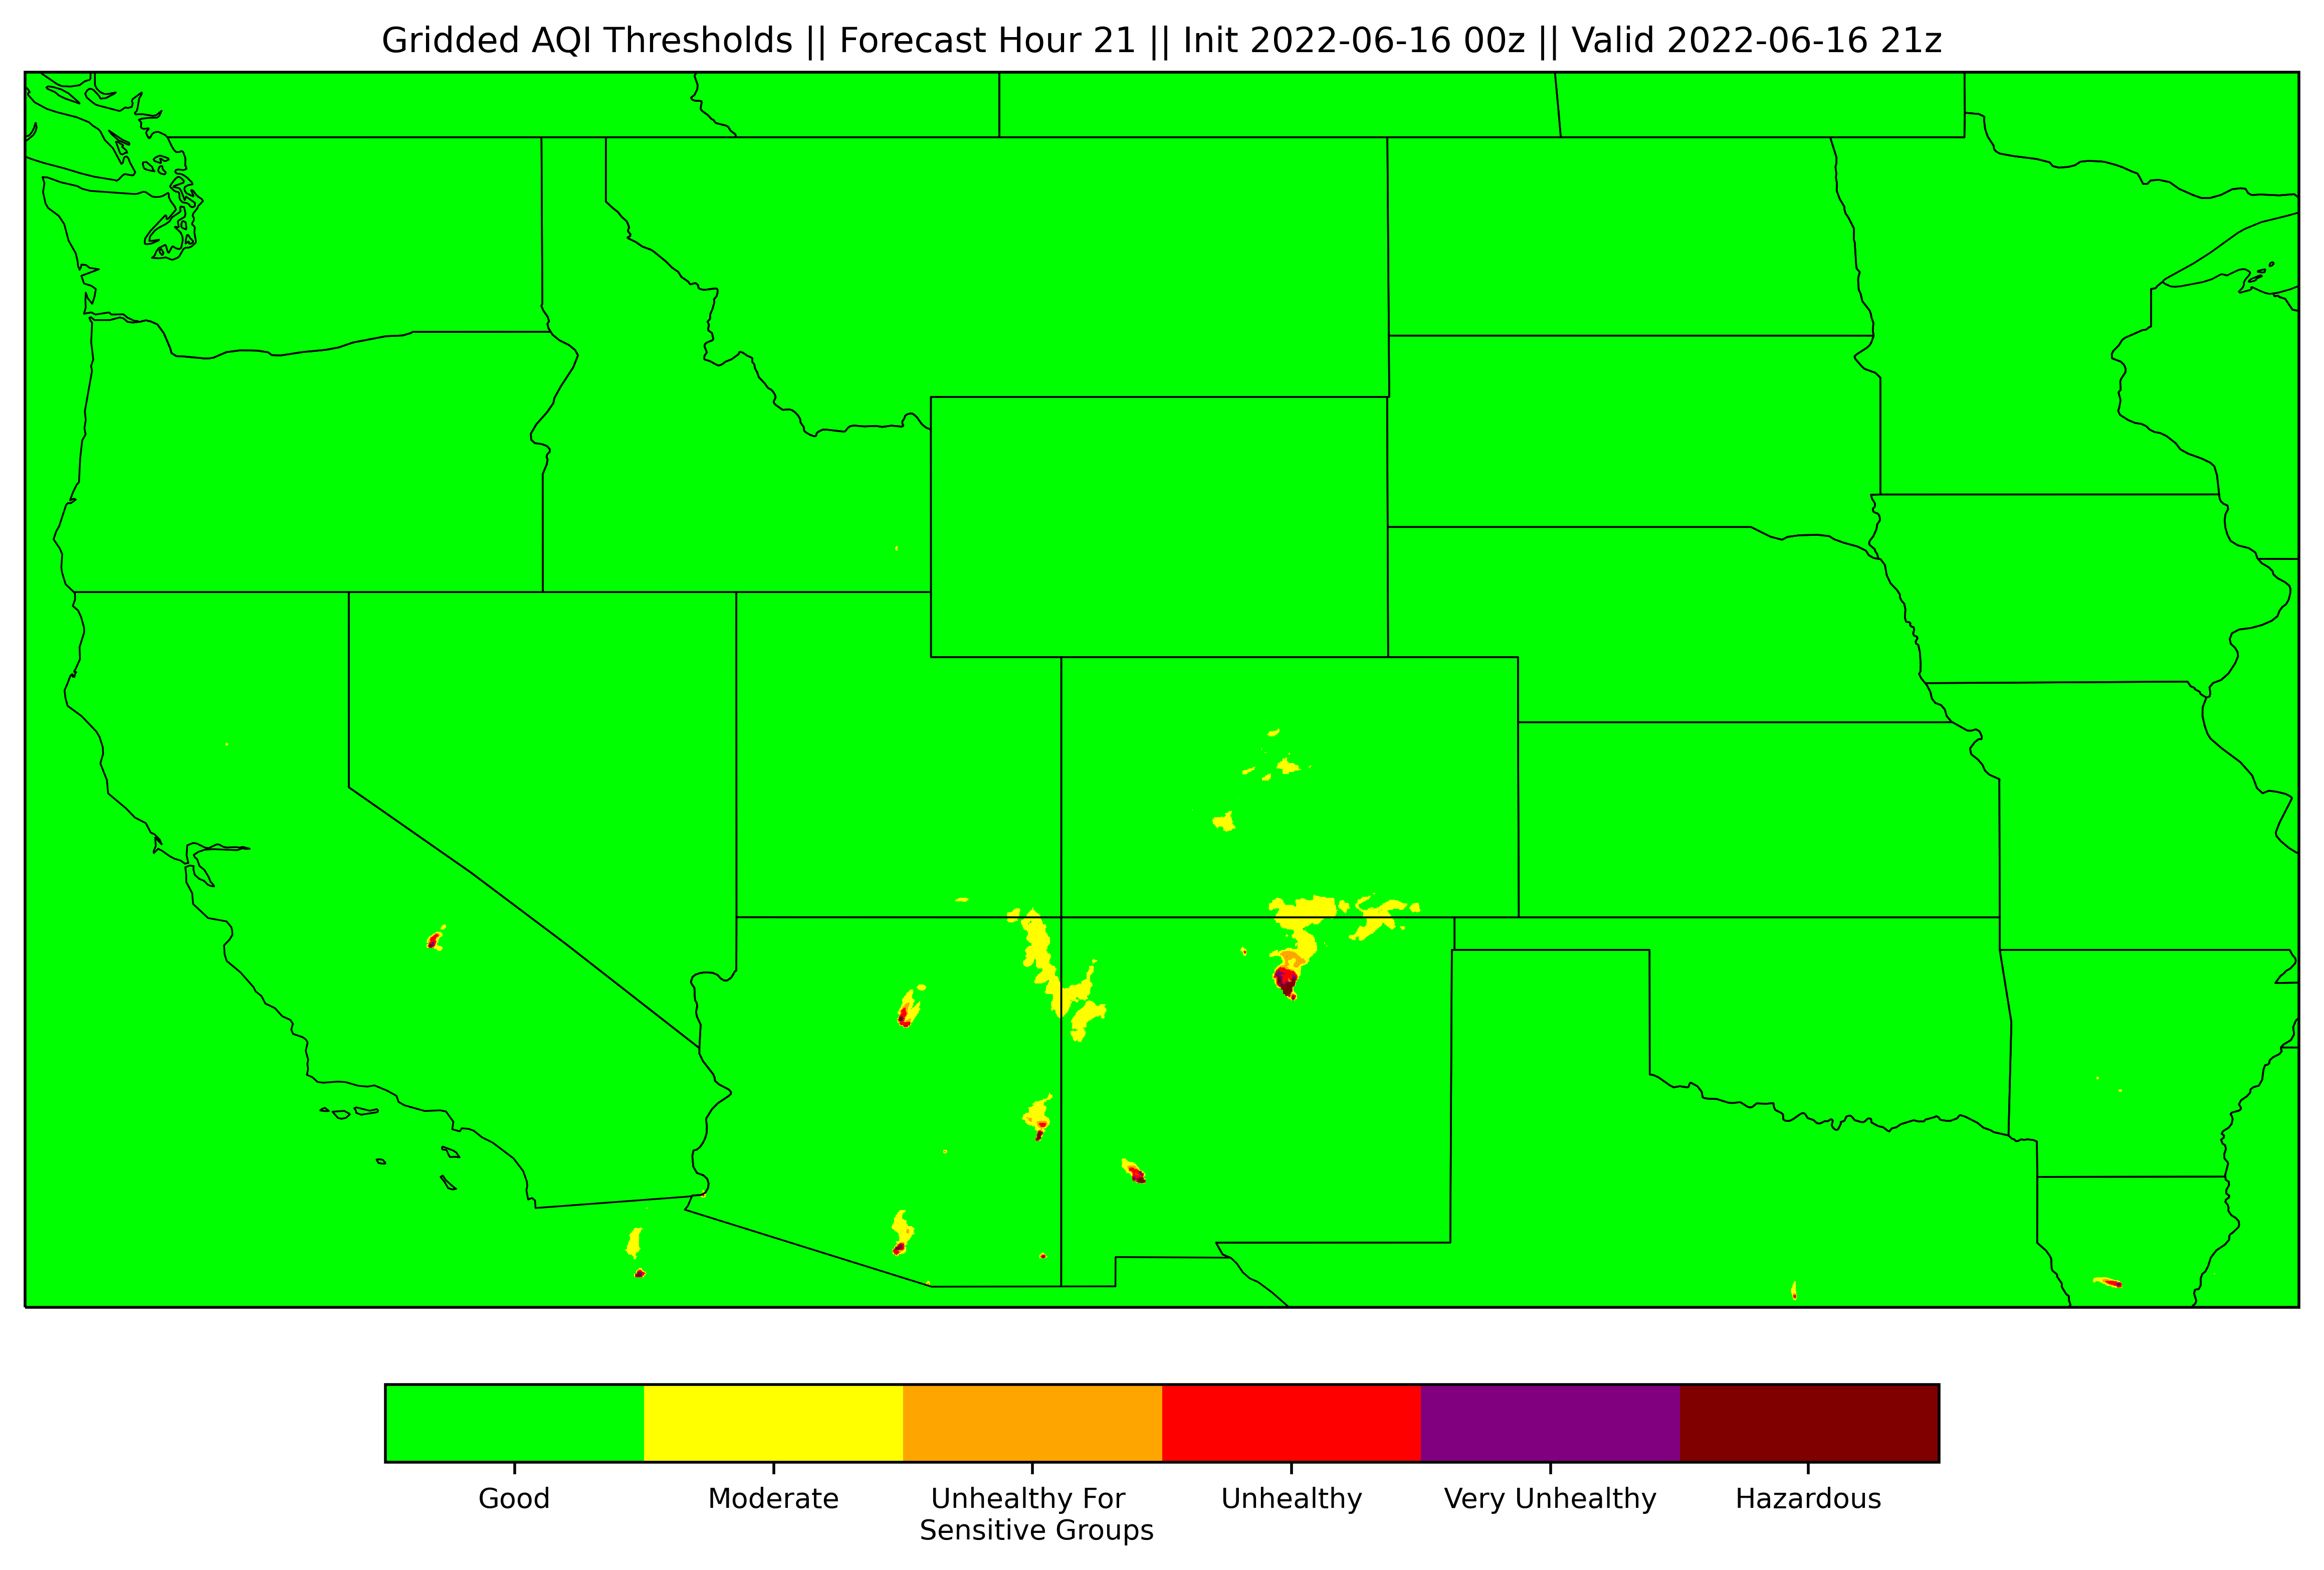 Gridded AQI Thresholds || Forecast Hour 21 || Init 2022-06-16 00z || Valid 2022-06-16 21z
Good
Moderate
Unhealthy For
Sensitive Groups
Unhealthy
Very Unhealthy
Hazardous